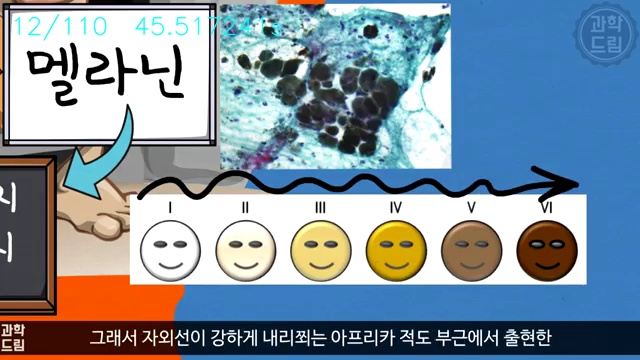 12/110 45.517241s
과학
드림
멜라닌
지
시
I II III IV V VI
과학
드림
그래서 자외선이 강하게 내리쬐는 아프리카 적도 부근에서 출현한